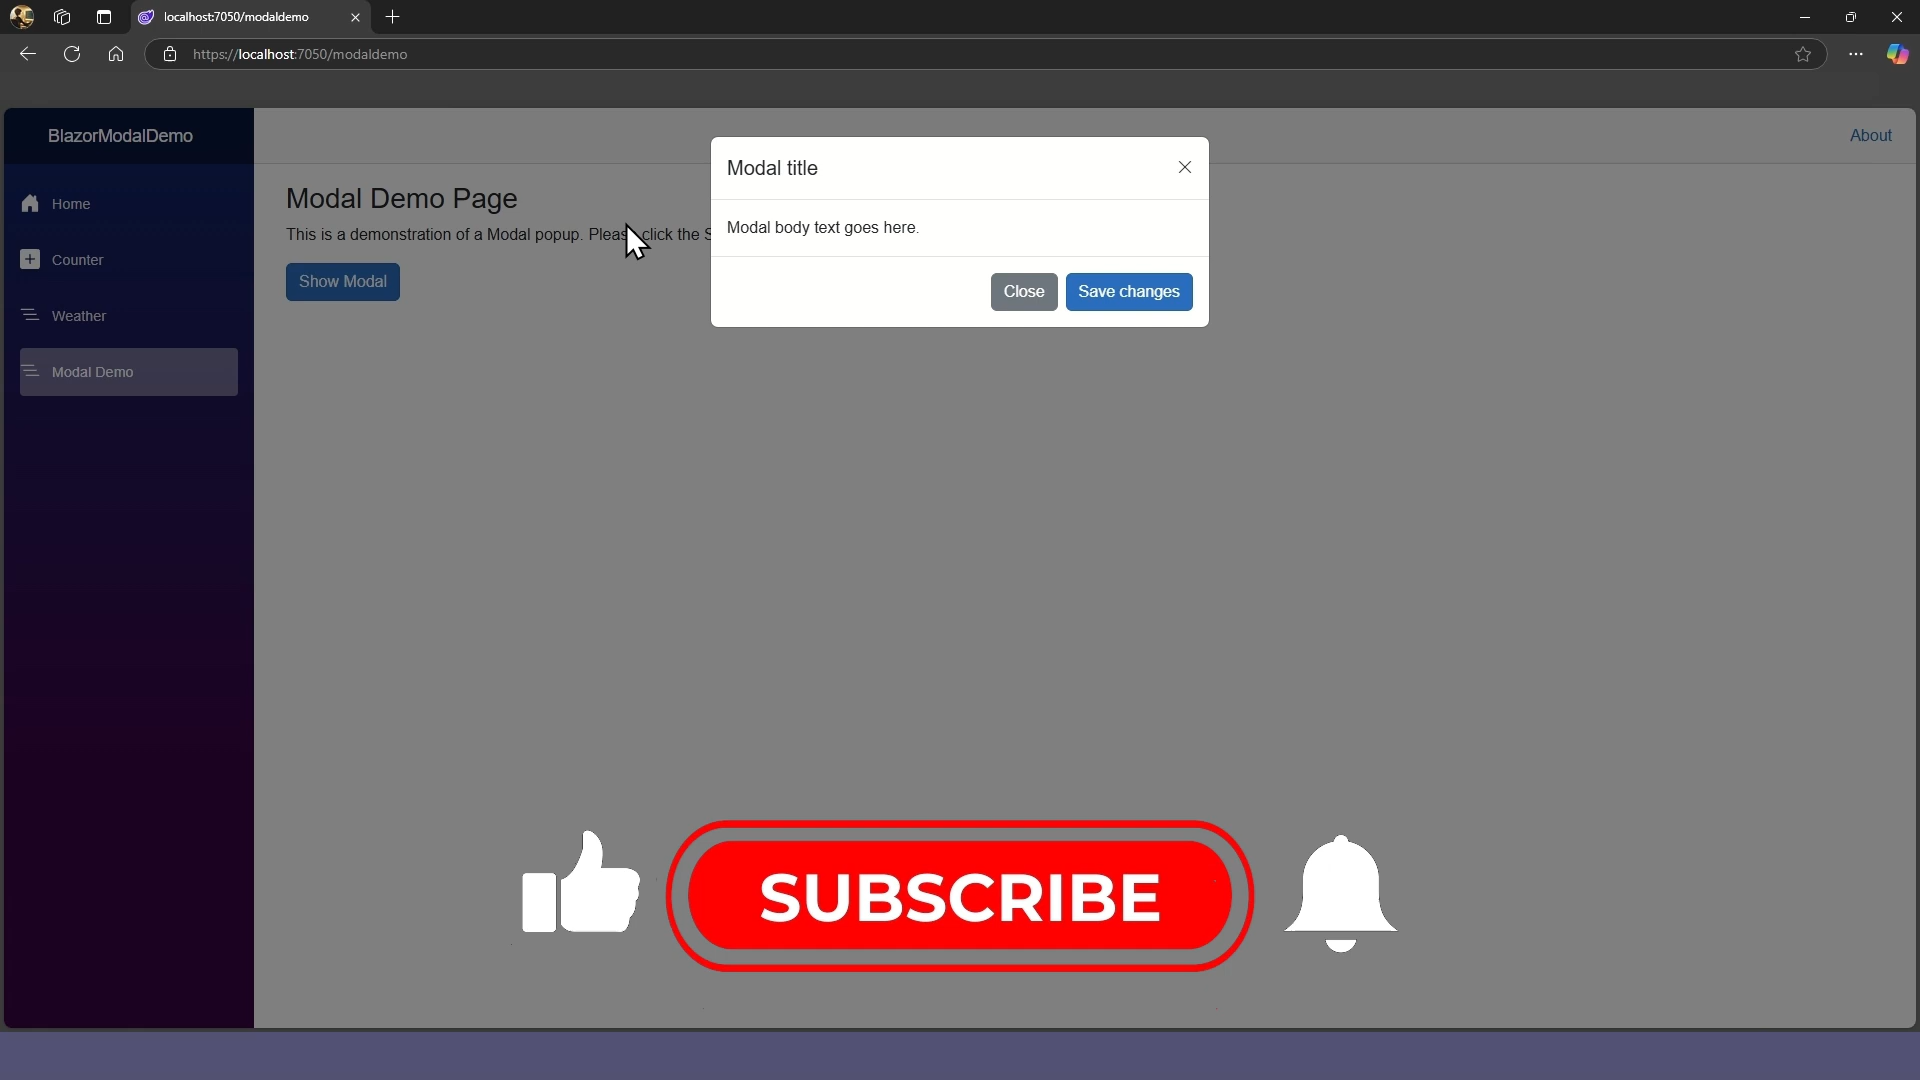 localhost:7050/modaldemo
https://localhost:7050/modaldemo
BlazorModalDemo
About
Home
Counter
Weather
Modal Demo
Modal Demo Page
This is a demonstration of a Modal popup. Please click the S
Show Modal
Modal title
Modal body text goes here.
Close
Save changes
SUBSCRIBE